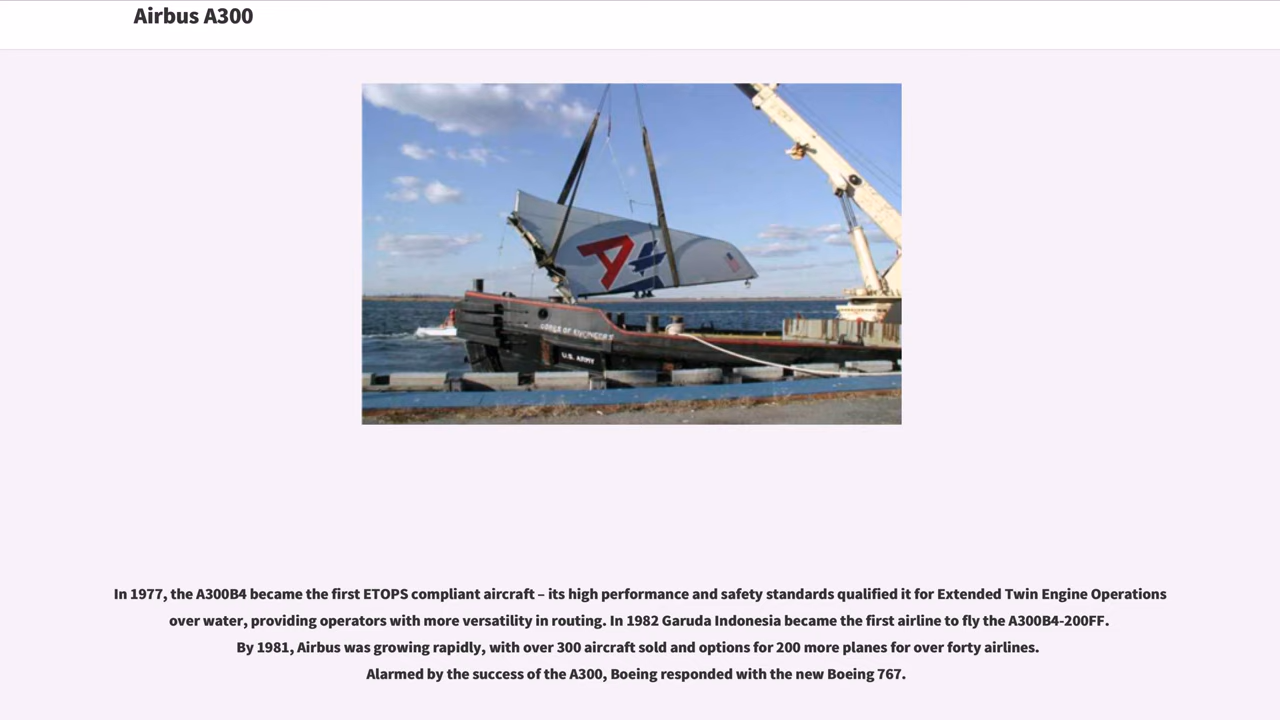 Airbus A300
A
CORPS OF ENGINEERS
U.S. ARMY
In 1977, the A300B4 became the first ETOPS compliant aircraft – its high performance and safety standards qualified it for Extended Twin Engine Operations
over water, providing operators with more versatility in routing. In 1982 Garuda Indonesia became the first airline to fly the A300B4-200FF.
By 1981, Airbus was growing rapidly, with over 300 aircraft sold and options for 200 more planes for over forty airlines.
Alarmed by the success of the A300, Boeing responded with the new Boeing 767.